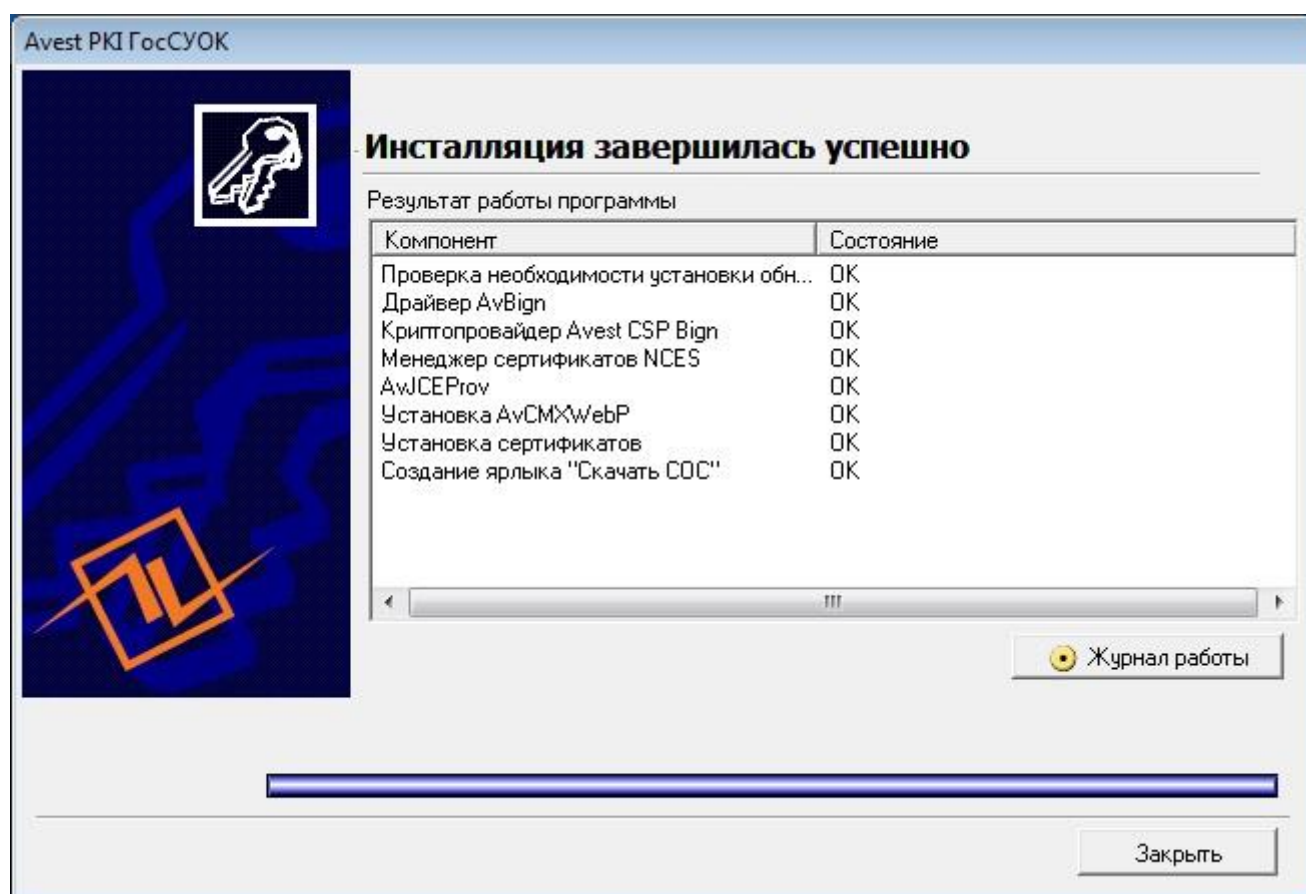 Avest PKI ГосСУОК
Инсталляция завершилась успешно
Результат работы программы
Компонент Состояние
Проверка необходимости установки обн... OK
Драйвер AvBign OK
Криптопровайдер Avest CSP Bign OK
Менеджер сертификатов NCES OK
AvJCEProv OK
Установка AvCMXWebP OK
Установка сертификатов OK
Создание ярлыка "Скачать СОС" OK
Журнал работы
Закрыть